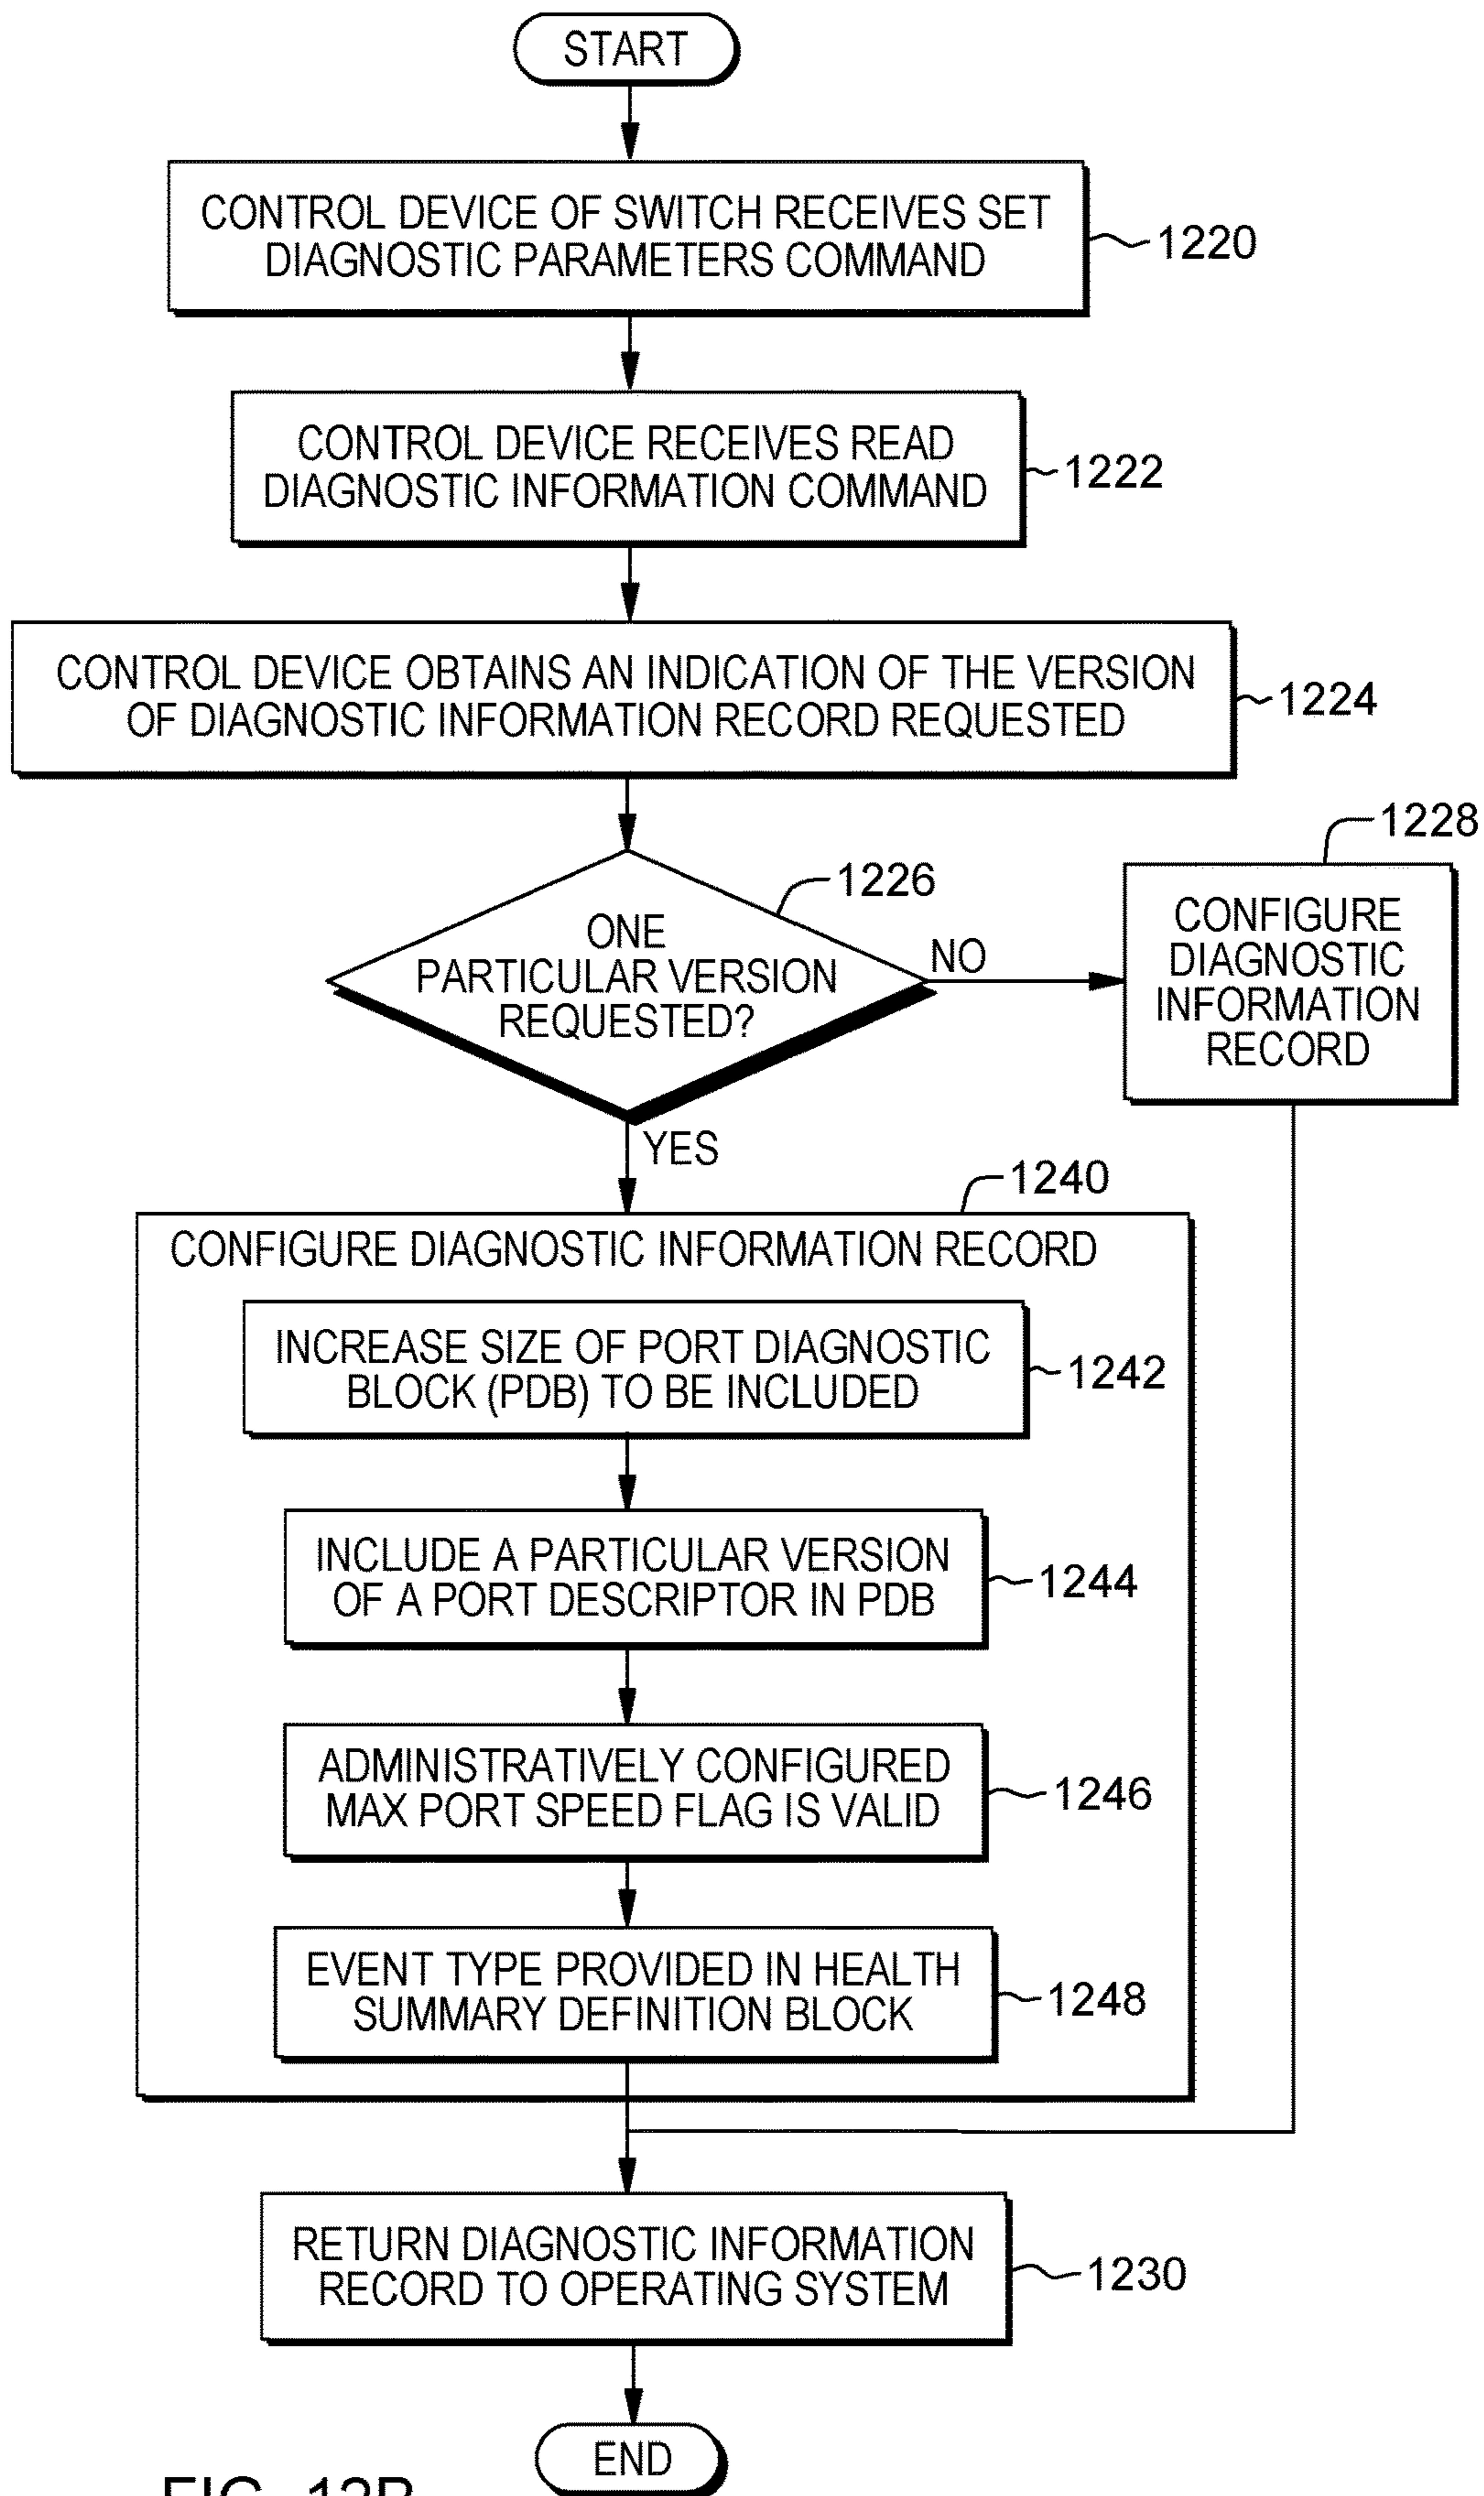 START
CONTROL DEVICE OF SWITCH RECEIVES SET
DIAGNOSTIC PARAMETERS COMMAND
1220
CONTROL DEVICE RECEIVES READ
DIAGNOSTIC INFORMATION COMMAND
1222
CONTROL DEVICE OBTAINS AN INDICATION OF THE VERSION
OF DIAGNOSTIC INFORMATION RECORD REQUESTED
1224
1226
ONE
PARTICULAR VERSION
REQUESTED?
NO
1228
CONFIGURE
DIAGNOSTIC
INFORMATION
RECORD
YES
1240
CONFIGURE DIAGNOSTIC INFORMATION RECORD
INCREASE SIZE OF PORT DIAGNOSTIC
BLOCK (PDB) TO BE INCLUDED
1242
INCLUDE A PARTICULAR VERSION
OF A PORT DESCRIPTOR IN PDB
1244
ADMINISTRATIVELY CONFIGURED
MAX PORT SPEED FLAG IS VALID
1246
EVENT TYPE PROVIDED IN HEALTH
SUMMARY DEFINITION BLOCK
1248
RETURN DIAGNOSTIC INFORMATION
RECORD TO OPERATING SYSTEM
1230
END